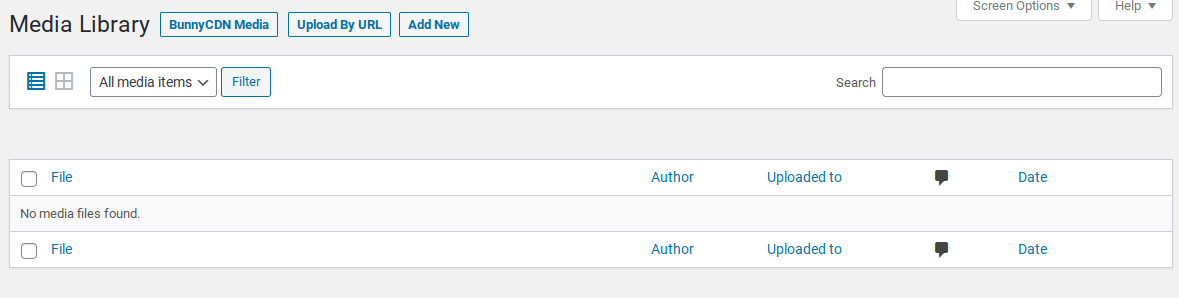 Media Library BunnyCDN Media Upload By URL Add New Screen Options Help
All media items Filter Search
File Author Uploaded to Date
No media files found.
File Author Uploaded to Date